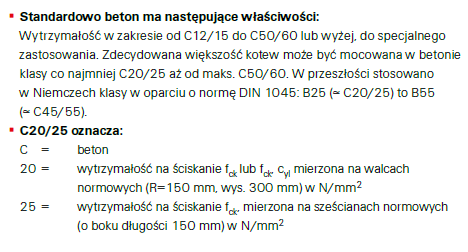 ▪ Standardowo beton ma następujące właściwości:
Wytrzymałość w zakresie od C12/15 do C50/60 lub wyżej, do specjalnego
zastosowania. Zdecydowana większość kotew może być mocowana w betonie
klasy co najmniej C20/25 aż od maks. C50/60. W przeszłości stosowano
w Niemczech klasy w oparciu o normę DIN 1045: B25 (≃ C20/25) to B55
(≃ C45/55).
▪ C20/25 oznacza:
C = beton
20 = wytrzymałość na ściskanie fck lub fck, cyl mierzona na walcach
normowych (R=150 mm, wys. 300 mm) w N/mm²
25 = wytrzymałość na ściskanie fck, mierzona na sześcianach normowych
(o boku długości 150 mm) w N/mm²